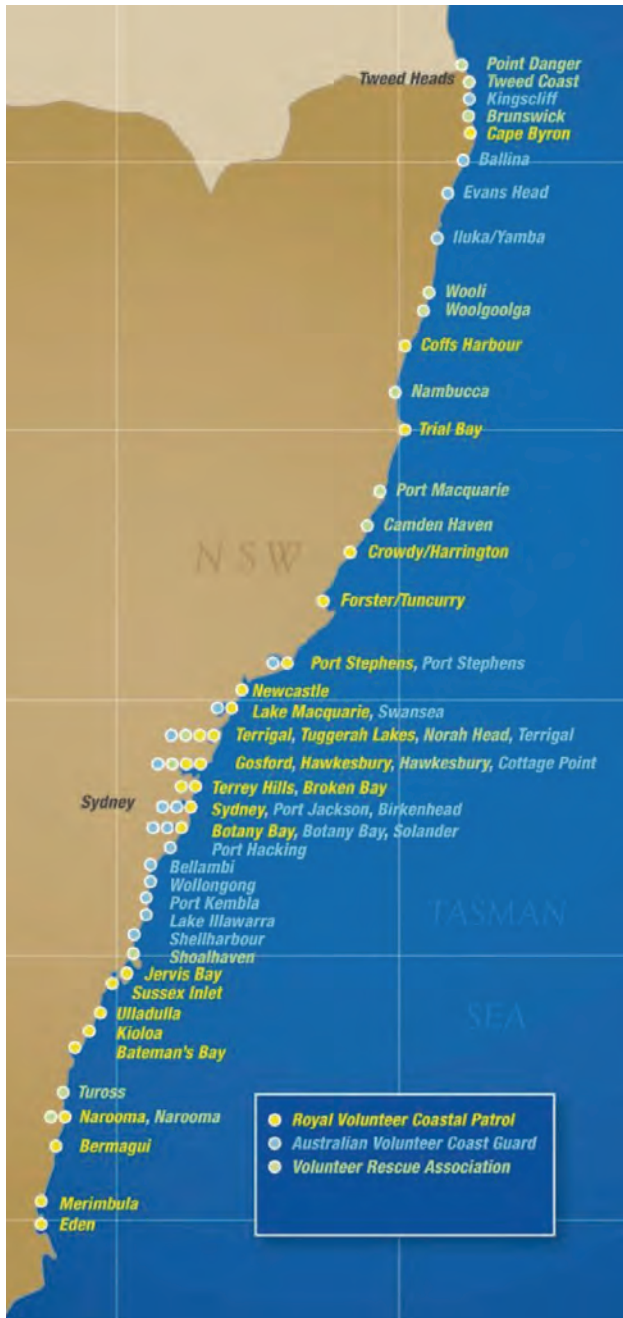 Point Danger
Tweed Heads
Tweed Coast
Kingscliff
Brunswick
Cape Byron
Ballina
Evans Head
Iluka/Yamba
Wooli
Woolgoolga
Coffs Harbour
Nambucca
Trial Bay
Port Macquarie
Camden Haven
NSW
Crowdy/Harrington
Forster/Tuncurry
Port Stephens, Port Stephens
Newcastle
Lake Macquarie, Swansea
Terrigal, Tuggerah Lakes, Norah Head, Terrigal
Gosford, Hawkesbury, Hawkesbury, Cottage Point
Terrey Hills, Broken Bay
Sydney
Sydney, Port Jackson, Birkenhead
Botany Bay, Botany Bay, Solander
Port Hacking
Bellambi
Wollongong
Port Kembla
Lake Illawarra
TASMAN
Shellharbour
Shoalhaven
Jervis Bay
Sussex Inlet
SEA
Ulladulla
Kioloa
Bateman's Bay
Tuross
Narooma, Narooma
Bermagui
Merimbula
Eden
Royal Volunteer Coastal Patrol
Australian Volunteer Coast Guard
Volunteer Rescue Association